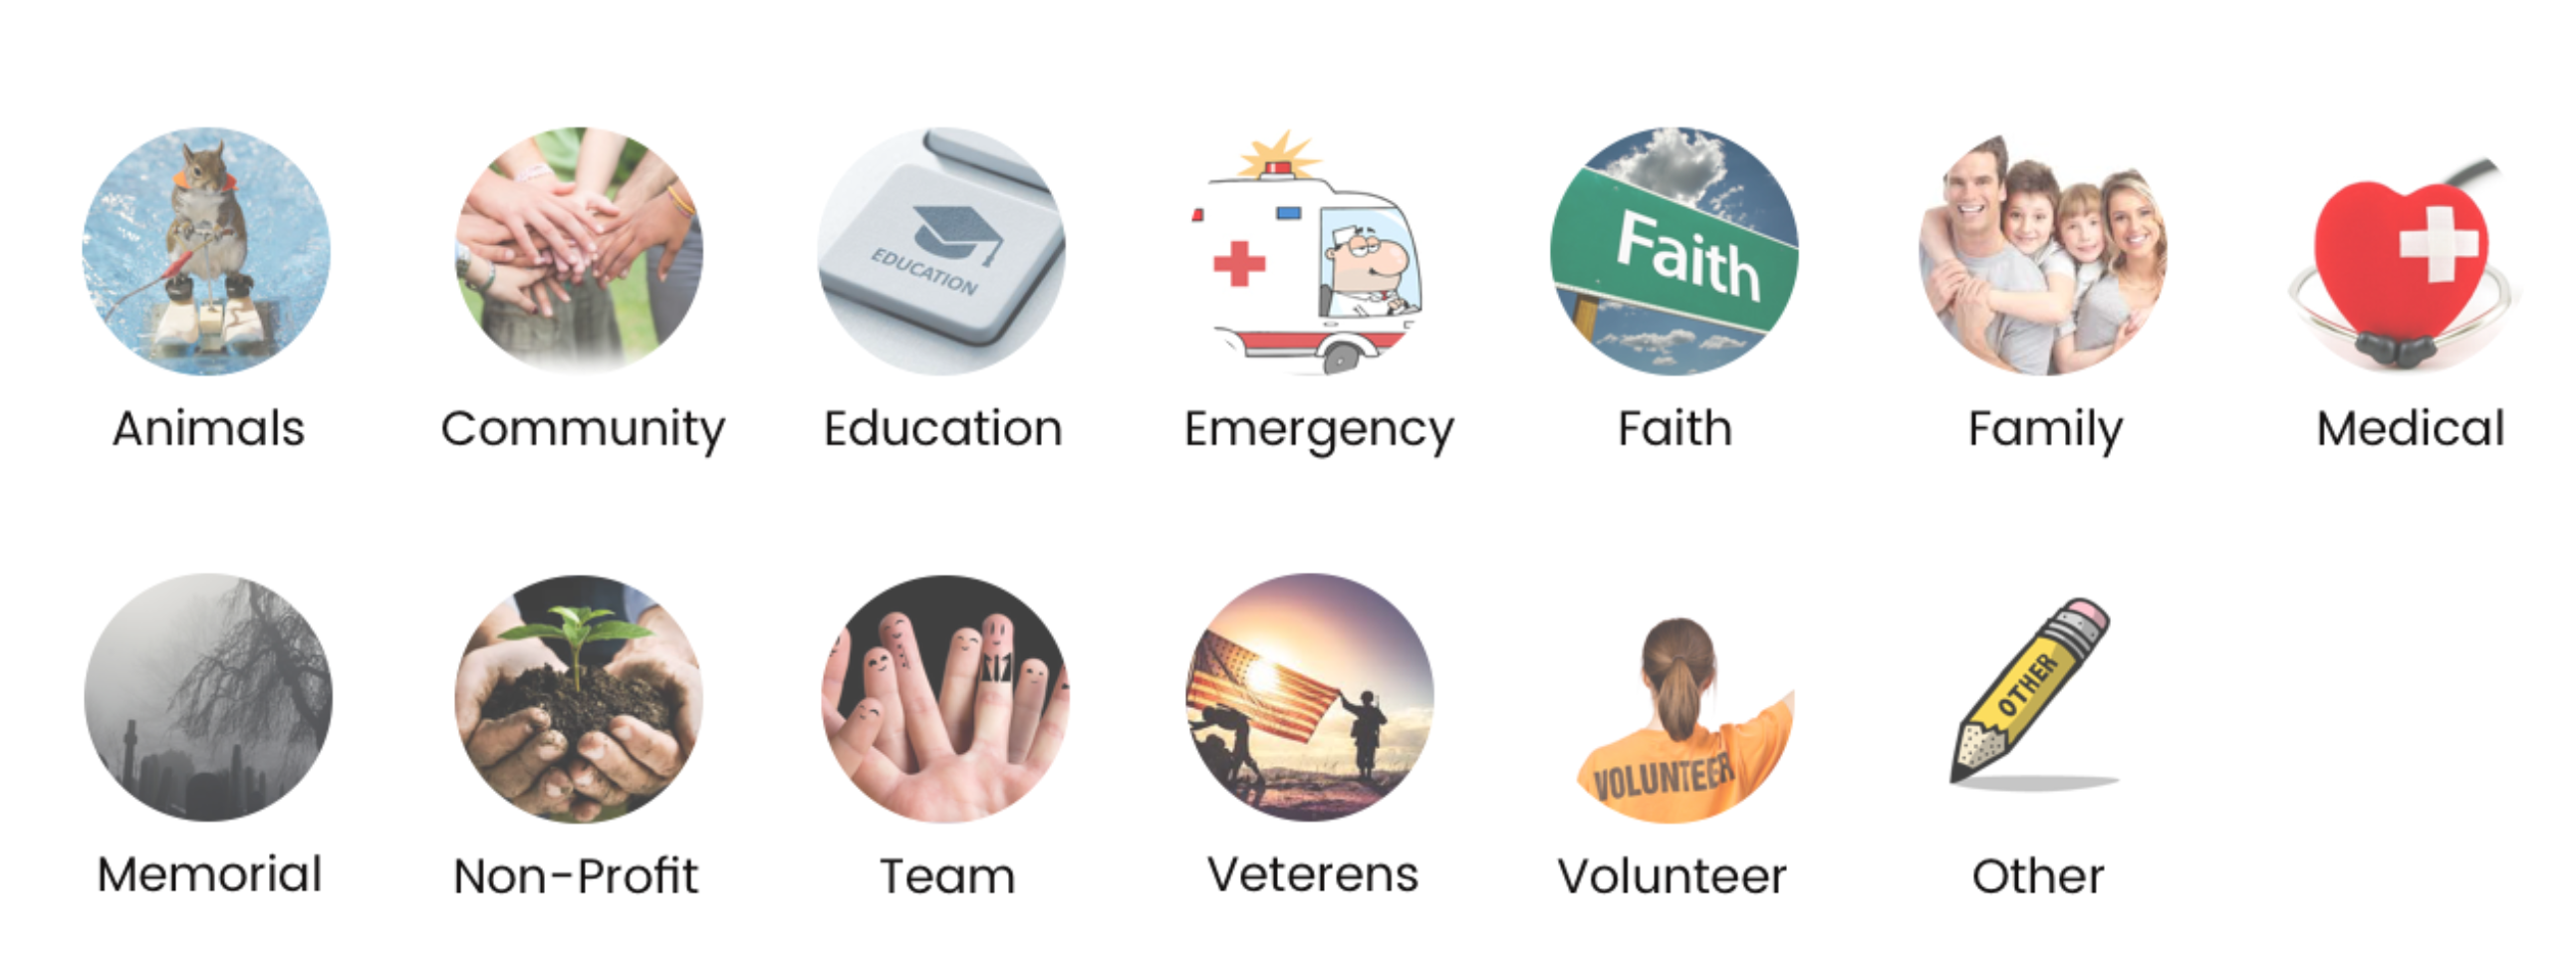 EDUCATION
Faith
Animals
Community
Education
Emergency
Faith
Family
Medical
VOLUNTEER
OTHER
Memorial
Non-Profit
Team
Veterens
Volunteer
Other